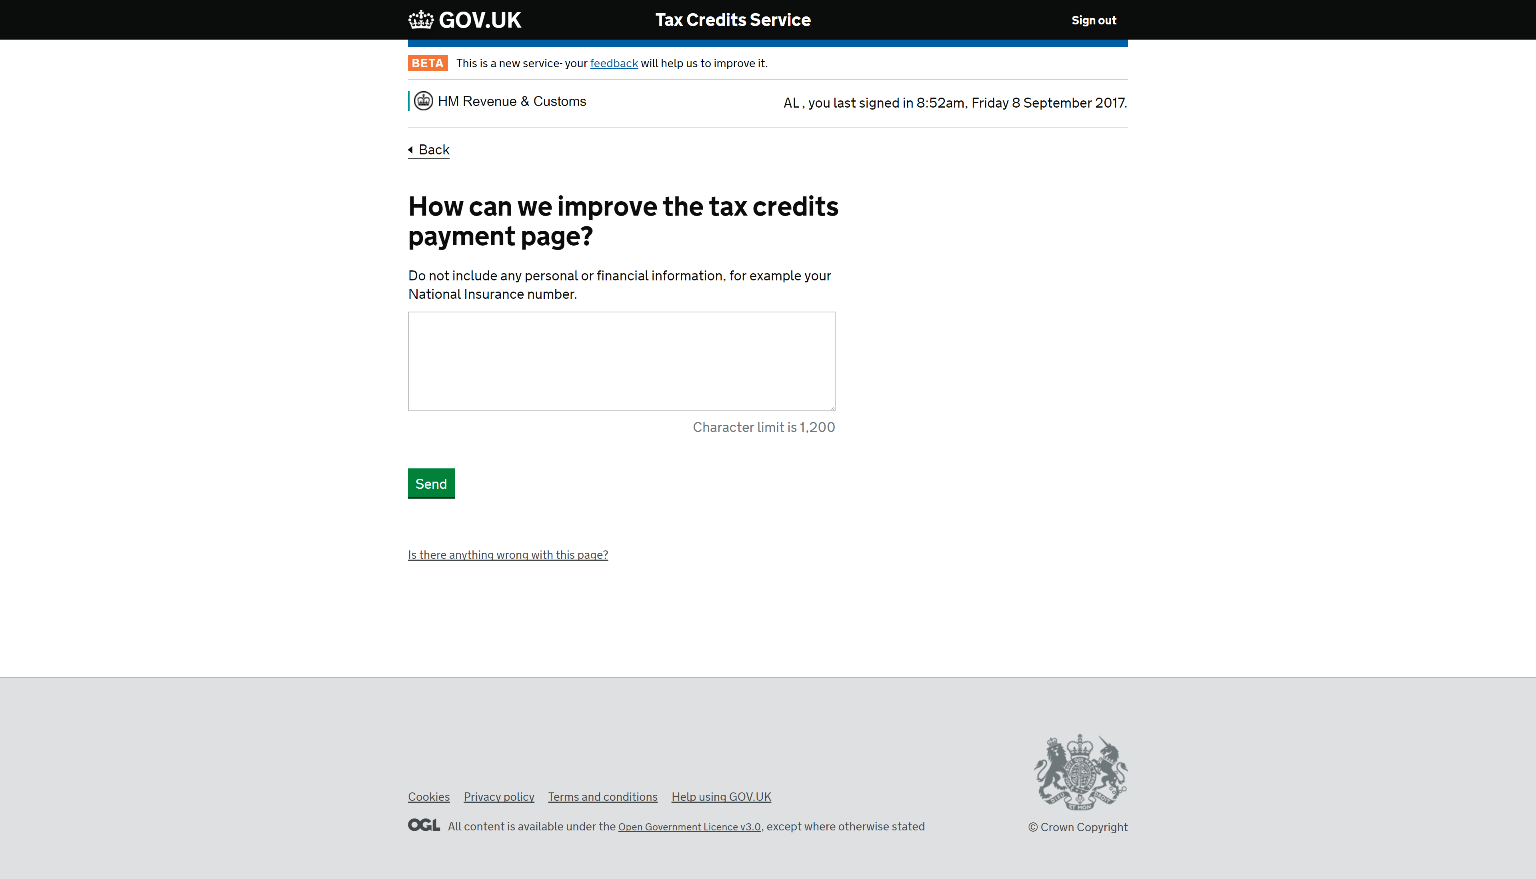 GOV.UK Tax Credits Service Sign out
BETA This is a new service- your feedback will help us to improve it.
HM Revenue & Customs AL , you last signed in 8:52am, Friday 8 September 2017.
Back
How can we improve the tax credits
payment page?
Do not include any personal or financial information, for example your
National Insurance number.
Character limit is 1,200
Send
Is there anything wrong with this page?
Cookies Privacy policy Terms and conditions Help using GOV.UK
OGL All content is available under the Open Government Licence v3.0, except where otherwise stated
© Crown Copyright